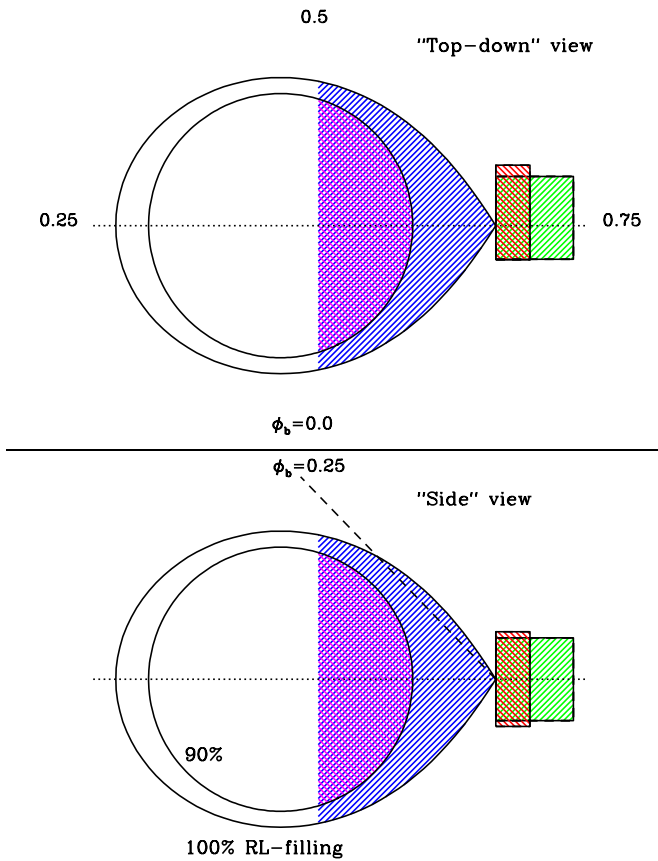 0.5
"Top-down" view
0.25
0.75
ϕb=0.0
ϕb=0.25
"Side" view
90%
100% RL-filling